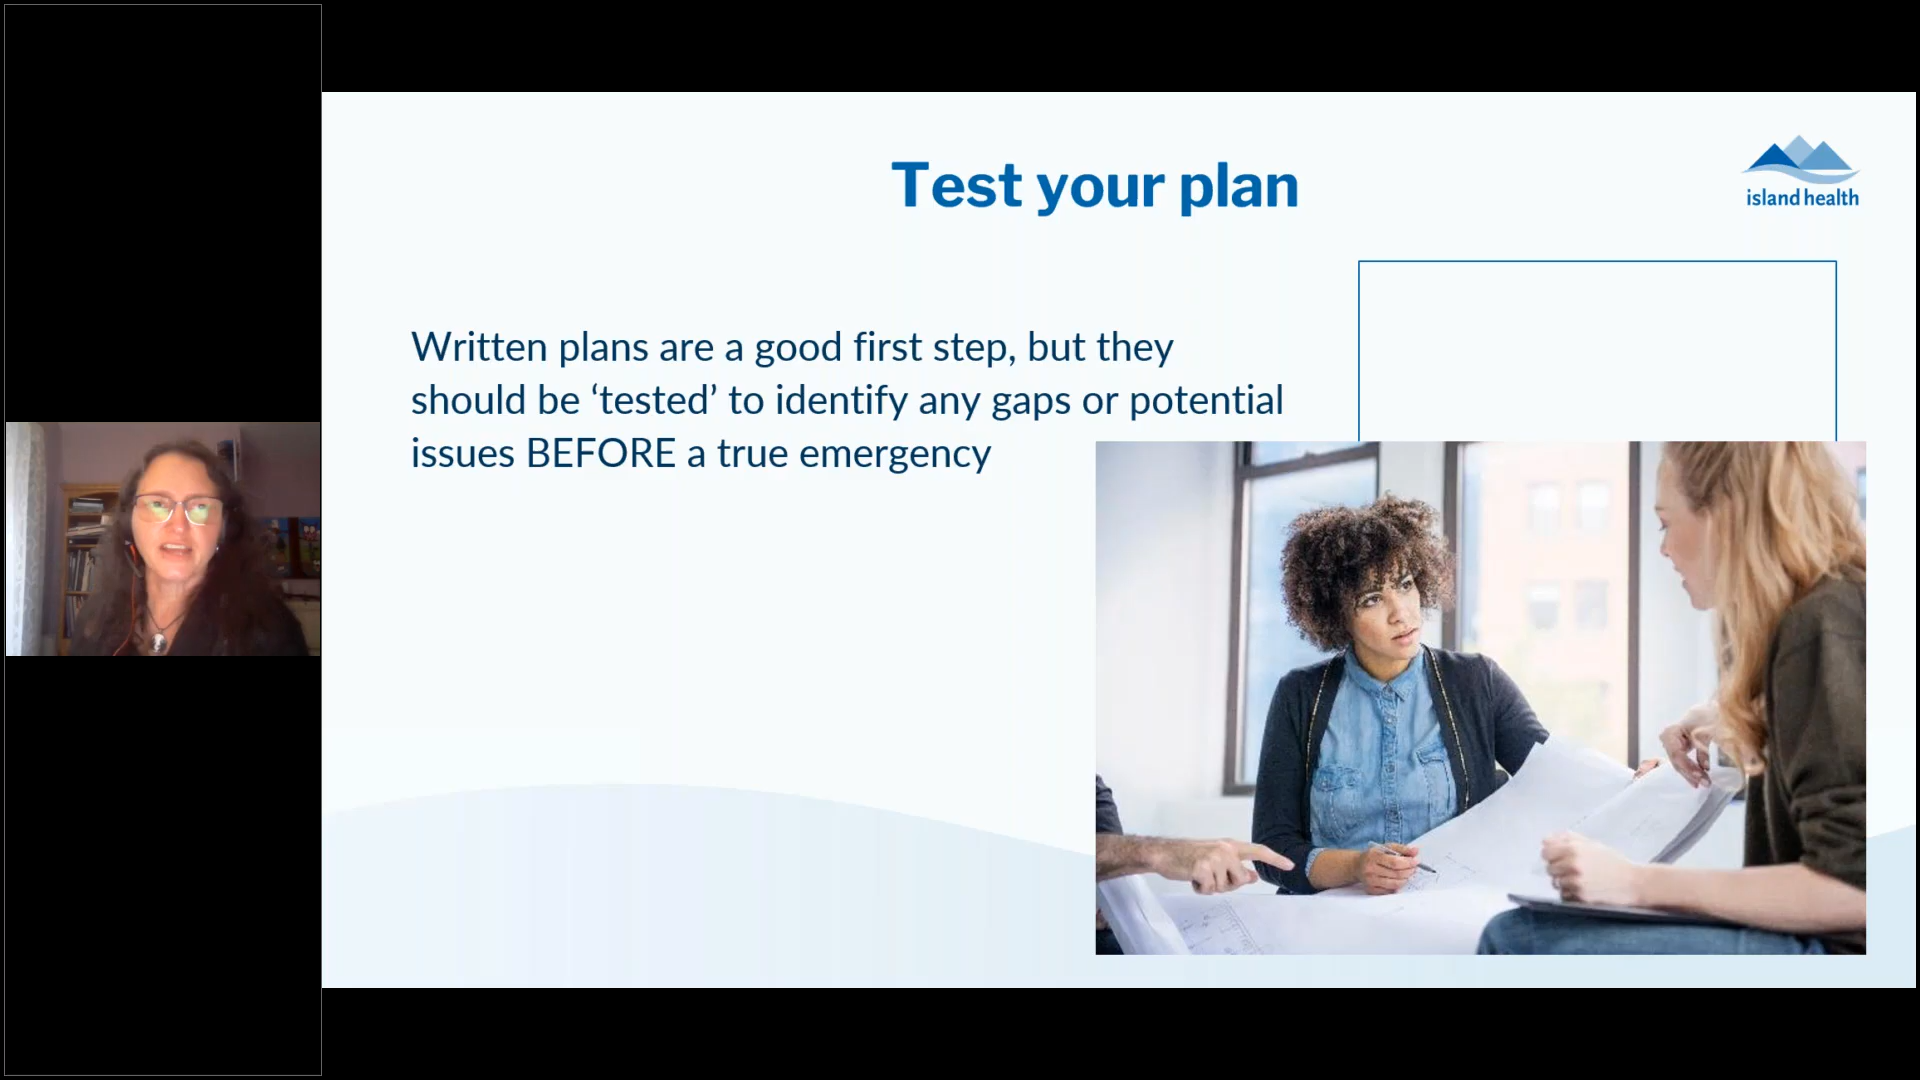 Test your plan
island health
Written plans are a good first step, but they
should be ‘tested’ to identify any gaps or potential
issues BEFORE a true emergency